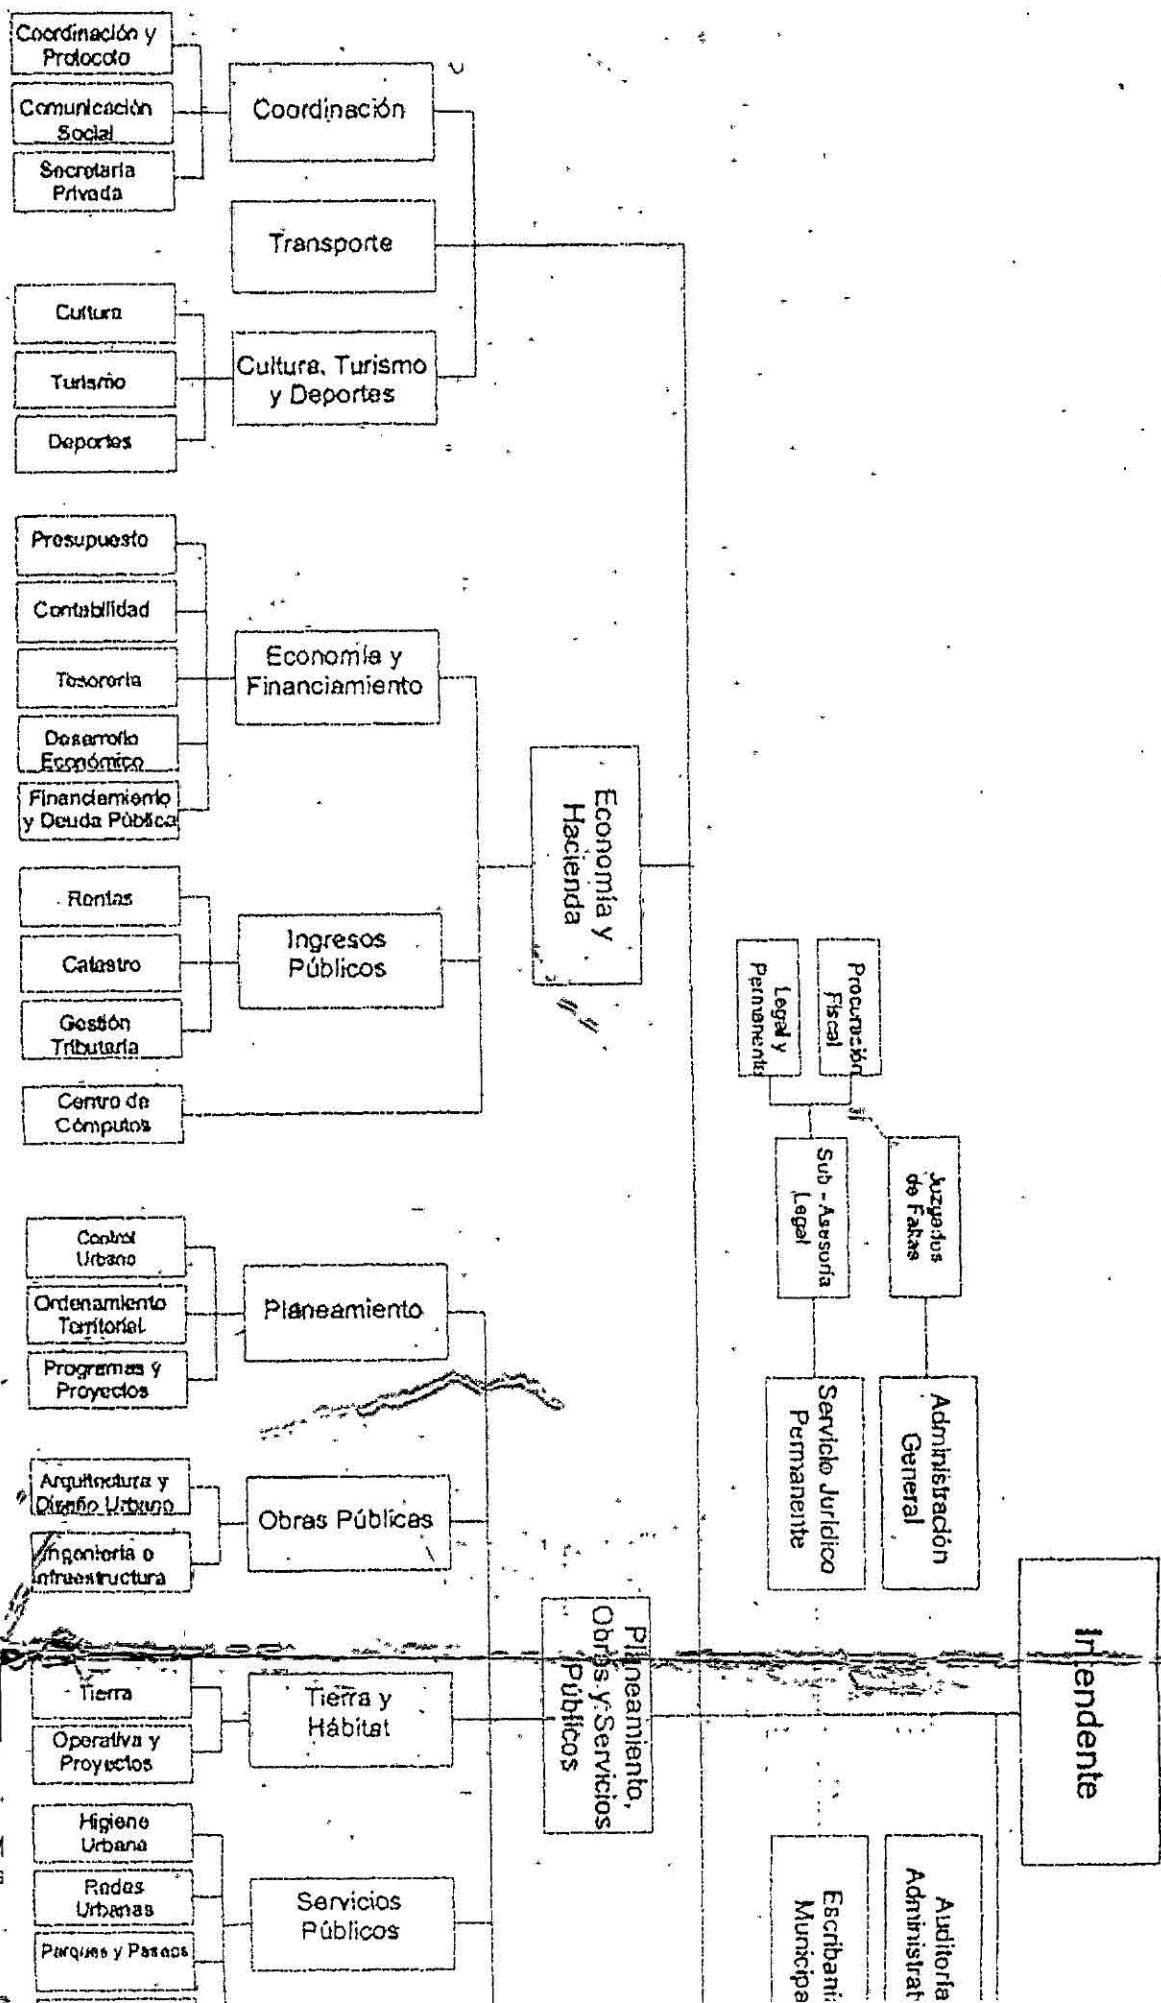 Coordinación y
Protocolo
Comunicación
Social
Secretaría
Privada
Coordinación
Transporte
Cultura
Turismo
Deportes
Cultura, Turismo
y Deportes
Presupuesto
Contabilidad
Tesorería
Desarrollo
Económico
Financiamiento
y Deuda Pública
Economía y
Financiamiento
Rentas
Catastro
Gestión
Tributaria
Ingresos
Públicos
Centro de
Cómputos
Economía y
Hacienda
Procuración
Fiscal
Legal y
Permanente
Sub - Asesoría
Legal
Juzgados
de Faltas
Servicio Jurídico
Permanente
Administración
General
Control
Urbano
Ordenamiento
Territorial
Programas y
Proyectos
Planeamiento
Arquitectura y
Diseño Urbano
Ingeniería e
Infraestructura
Obras Públicas
Tierra
Operativa y
Proyectos
Tierra y
Hábitat
Planeamiento,
Obras y Servicios
Públicos
Intendente
Higiene
Urbana
Redes
Urbanas
Parques y Paseos
Servicios
Públicos
Escribanía
Municipa
Auditoría
Administrat